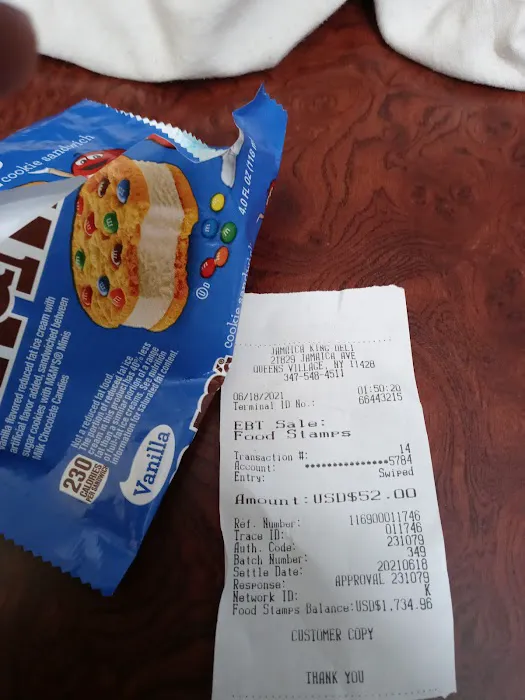 cookie sandwich
4.0 FL OZ (118
cookie sandwich
vanilla flavored reduced fat ice cream with
artificial flavor added, sandwiched between
sugar cookies with M&M'S® Minis
Milk Chocolate Candies
Not a reduced fat food.
230
CALORIES
PER SANDWICH
Vanilla
JAMAICA KING DELI
21829 JAMAICA AVE
QUEENS VILLAGE, NY 11428
347-548-4511
06/18/2021 01:50:20
Terminal ID No.: 66443215
EBT Sale:
Food Stamps
Transaction #: 14
Account: ••••••••••••••5784
Entry: Swiped
Amount: USD$52.00
Ref. Number: 116900011746
Trace ID: 011746
Auth. Code: 231079
Batch Number: 349
Settle Date: 20210618
Response: APPROVAL 231079
Network ID: K
Food Stamps Balance: USD$1,734.96
CUSTOMER COPY
THANK YOU